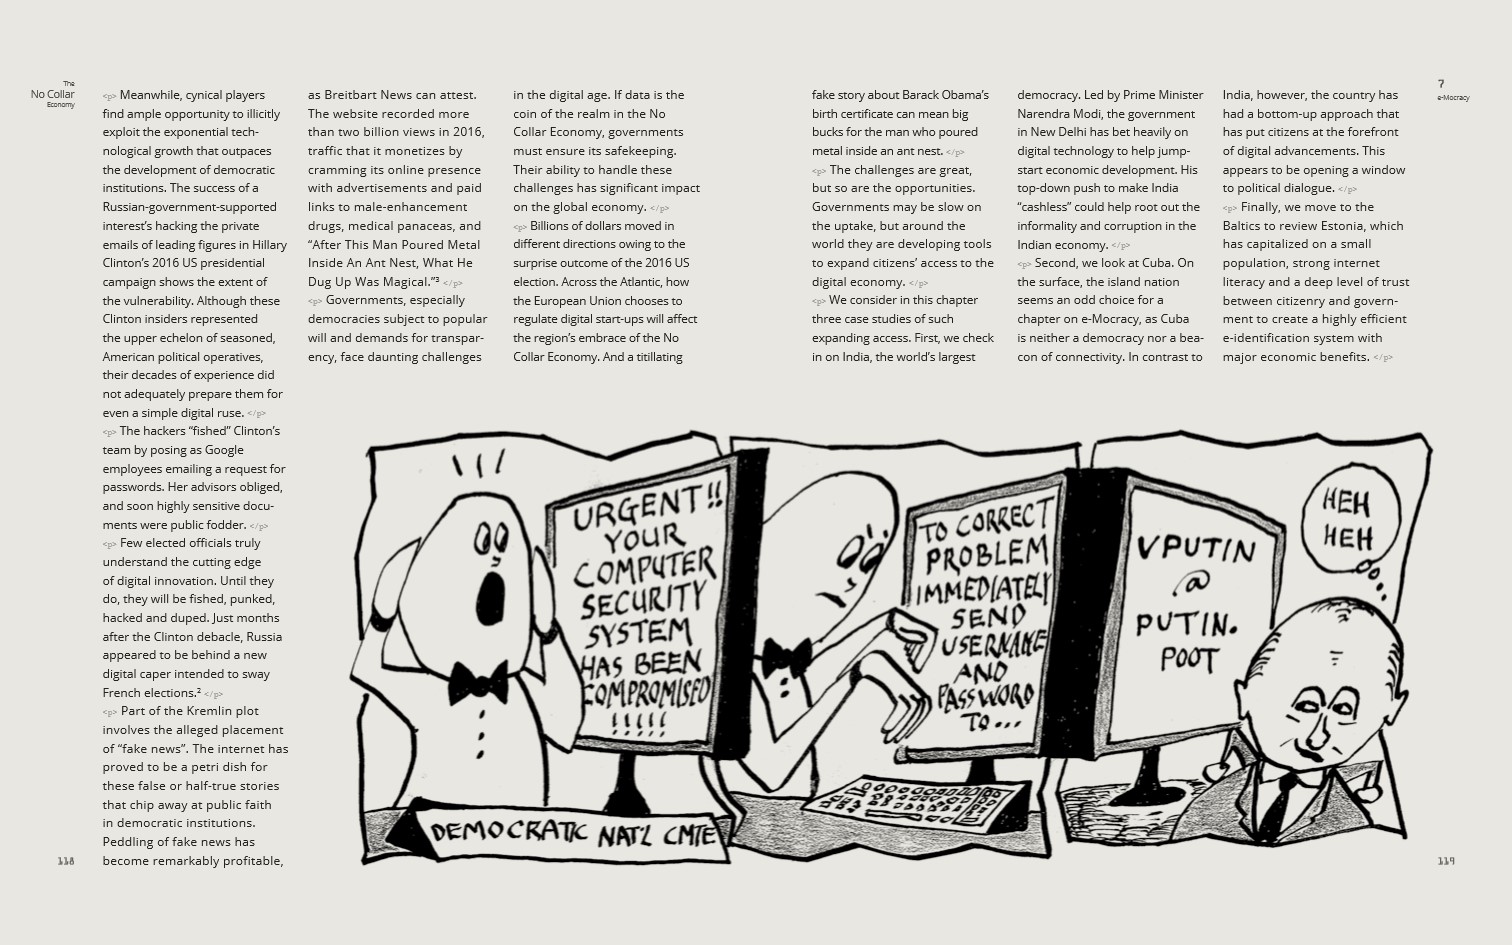 The
No Collar
Economy
<p> Meanwhile, cynical players
find ample opportunity to illicitly
exploit the exponential tech-
nological growth that outpaces
the development of democratic
institutions. The success of a
Russian-government-supported
interest’s hacking the private
emails of leading figures in Hillary
Clinton’s 2016 US presidential
campaign shows the extent of
the vulnerability. Although these
Clinton insiders represented
the upper echelon of seasoned,
American political operatives,
their decades of experience did
not adequately prepare them for
even a simple digital ruse. </p>
<p> The hackers “fished” Clinton’s
team by posing as Google
employees emailing a request for
passwords. Her advisors obliged,
and soon highly sensitive docu-
ments were public fodder. </p>
<p> Few elected officials truly
understand the cutting edge
of digital innovation. Until they
do, they will be fished, punked,
hacked and duped. Just months
after the Clinton debacle, Russia
appeared to be behind a new
digital caper intended to sway
French elections.² </p>
<p> Part of the Kremlin plot
involves the alleged placement
of “fake news”. The internet has
proved to be a petri dish for
these false or half-true stories
that chip away at public faith
in democratic institutions.
Peddling of fake news has
become remarkably profitable,
as Breitbart News can attest.
The website recorded more
than two billion views in 2016,
traffic that it monetizes by
cramming its online presence
with advertisements and paid
links to male-enhancement
drugs, medical panaceas, and
“After This Man Poured Metal
Inside An Ant Nest, What He
Dug Up Was Magical.”³ </p>
<p> Governments, especially
democracies subject to popular
will and demands for transpar-
ency, face daunting challenges
in the digital age. If data is the
coin of the realm in the No
Collar Economy, governments
must ensure its safekeeping.
Their ability to handle these
challenges has significant impact
on the global economy. </p>
<p> Billions of dollars moved in
different directions owing to the
surprise outcome of the 2016 US
election. Across the Atlantic, how
the European Union chooses to
regulate digital start-ups will affect
the region’s embrace of the No
Collar Economy. And a titillating
118
fake story about Barack Obama’s
birth certificate can mean big
bucks for the man who poured
metal inside an ant nest. </p>
<p> The challenges are great,
but so are the opportunities.
Governments may be slow on
the uptake, but around the
world they are developing tools
to expand citizens’ access to the
digital economy. </p>
<p> We consider in this chapter
three case studies of such
expanding access. First, we check
in on India, the world’s largest
democracy. Led by Prime Minister
Narendra Modi, the government
in New Delhi has bet heavily on
digital technology to help jump-
start economic development. His
top-down push to make India
“cashless” could help root out the
informality and corruption in the
Indian economy. </p>
<p> Second, we look at Cuba. On
the surface, the island nation
seems an odd choice for a
chapter on e-Mocracy, as Cuba
is neither a democracy nor a bea-
con of connectivity. In contrast to
India, however, the country has
had a bottom-up approach that
has put citizens at the forefront
of digital advancements. This
appears to be opening a window
to political dialogue. </p>
<p> Finally, we move to the
Baltics to review Estonia, which
has capitalized on a small
population, strong internet
literacy and a deep level of trust
between citizenry and govern-
ment to create a highly efficient
e-identification system with
major economic benefits. </p>
7
e-Mocracy
URGENT!!
YOUR
COMPUTER
SECURITY
SYSTEM
HAS BEEN
COMPROMISED
!!!!!
DEMOCRATIC NAT'L CMTE
TO CORRECT
PROBLEM
IMMEDIATELY
SEND
USERNAME
AND
PASSWORD
TO...
VPUTIN
@
PUTIN.
POOT
HEH
HEH
119